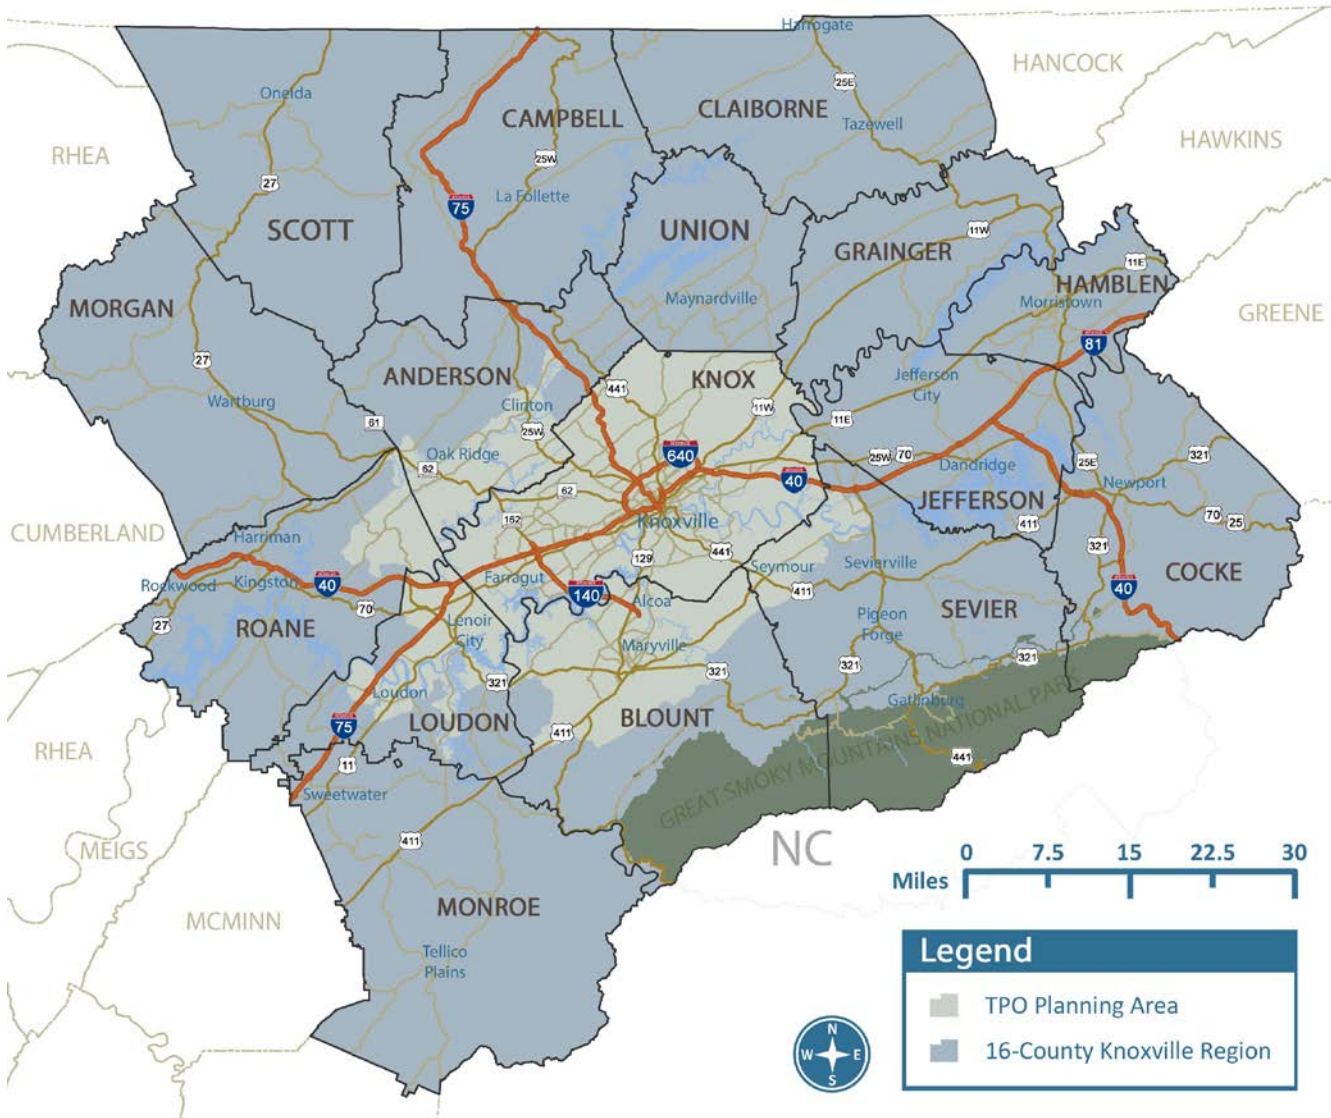 Harrogate
HANCOCK
25E
Oneida
CAMPBELL
CLAIBORNE
Tazewell
HAWKINS
RHEA
25W
27
La Follette
75
SCOTT
UNION
11W
GRAINGER
11E
HAMBLEN
Morristown
MORGAN
Maynardville
GREENE
81
27
ANDERSON
KNOX
Jefferson
City
441
Wartburg
Clinton
11W
61
25W
11E
Oak Ridge
62
640
25W
70
Dandridge
25E
321
40
Newport
62
JEFFERSON
162
Knoxville
411
70
25
CUMBERLAND
Harriman
129
441
321
Rockwood
Kingston
40
Farragut
Seymour
Sevierville
COCKE
140
Alcoa
411
40
70
ROANE
27
Lenoir
City
Pigeon
Forge
SEVIER
Maryville
321
321
321
321
Loudon
Gatlinburg
75
LOUDON
BLOUNT
411
RHEA
11
441
GREAT SMOKY MOUNTAINS NATIONAL PARK
Sweetwater
411
MEIGS
NC
0 7.5 15 22.5 30
Miles
MCMINN
MONROE
Tellico
Plains
Legend
TPO Planning Area
16-County Knoxville Region
N
W E
S